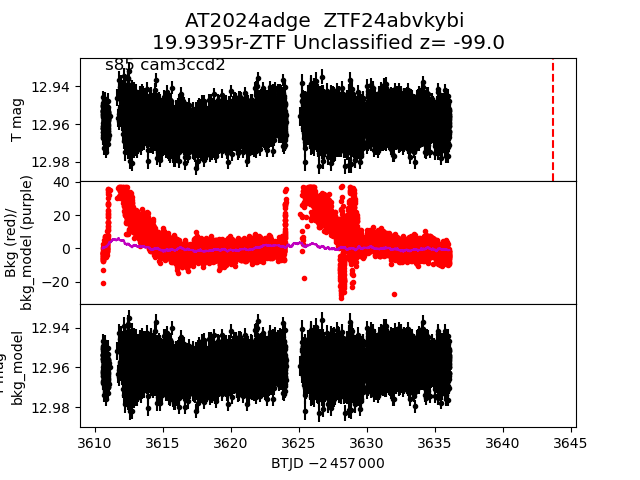 AT2024adge  ZTF24abvkybi
19.9395r-ZTF Unclassified z= -99.0
s85 cam3ccd2
T mag
12.94
12.96
12.98
Bkg (red)/
bkg_model (purple)
40
20
0
−20
bkg_model
12.94
12.96
12.98
3610 3615 3620 3625 3630 3635 3640 3645
BTJD −2 457 000